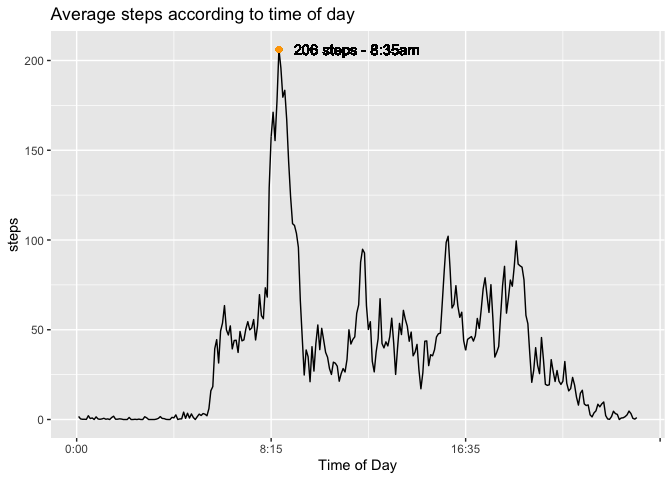 Average steps according to time of day
206 steps - 8:35am
200
150
100
50
0
steps
0:00
8:15
16:35
Time of Day